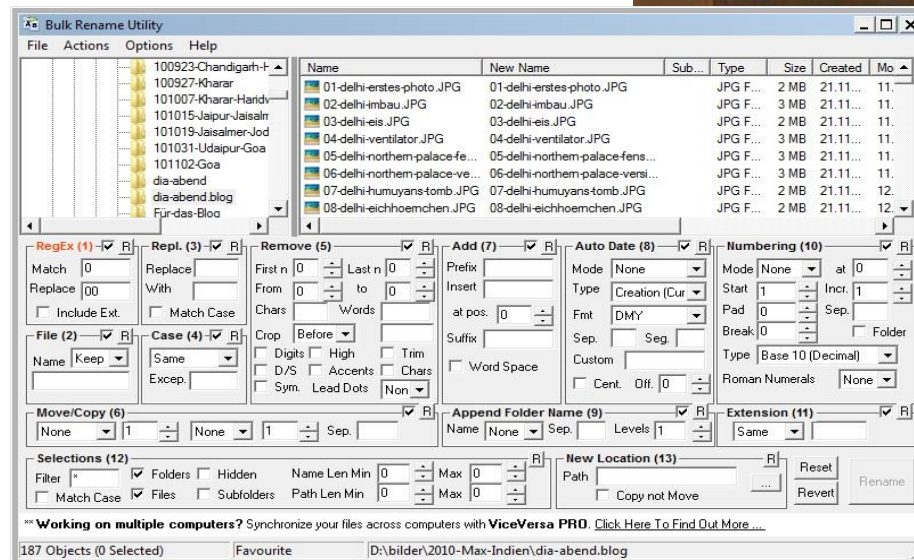 Bulk Rename Utility
File Actions Options Help
100923-Chandigarh-H
100927-Kharar
101007-Kharar-Haridw
101015-Jaipur-Jaisalm
101019-Jaisalmer-Jod
101031-Udaipur-Goa
101102-Goa
dia-abend
dia-abend.blog
Für-das-Blog
Name New Name Sub... Type Size Created Mo
01-delhi-erstes-photo.JPG 01-delhi-erstes-photo.JPG JPG F... 2 MB 21.11... 11.
02-delhi-imbau.JPG 02-delhi-imbau.JPG JPG F... 3 MB 21.11... 11.
03-delhi-eis.JPG 03-delhi-eis.JPG JPG F... 2 MB 21.11... 11.
04-delhi-ventilator.JPG 04-delhi-ventilator.JPG JPG F... 3 MB 21.11... 11.
05-delhi-northern-palace-fe... 05-delhi-northern-palace-fens... JPG F... 3 MB 21.11... 11.
06-delhi-northern-palace-ve... 06-delhi-northern-palace-versi... JPG F... 3 MB 21.11... 11.
07-delhi-humuyans-tomb.JPG 07-delhi-humuyans-tomb.JPG JPG F... 2 MB 21.11... 12.
08-delhi-eichhoernchen.JPG 08-delhi-eichhoernchen.JPG JPG F... 2 MB 21.11... 12.
RegEx (1) R
Match 0
Replace 00
Include Ext.
Repl. (3) R
Replace
With
Match Case
Remove (5) R
First n 0 Last n 0
From 0 to 0
Chars Words
Crop Before
Digits High Trim
D/S Accents Chars
Sym. Lead Dots Non
Add (7) R
Prefix
Insert
at pos. 0
Suffix
Word Space
Auto Date (8) R
Mode None
Type Creation (Cur
Fmt DMY
Sep. Seg.
Custom
Cent. Off. 0
Numbering (10) R
Mode None at 0
Start 1 Incr. 1
Pad 0 Sep.
Break 0 Folder
Type Base 10 (Decimal)
Roman Numerals None
File (2) R
Name Keep
Case (4) R
Same
Excep.
Move/Copy (6) R
None 1 None 1 Sep.
Append Folder Name (9) R
Name None Sep. Levels 1
Extension (11) R
Same
Selections (12) R
Filter * Folders Hidden Name Len Min 0 Max 0
Match Case Files Subfolders Path Len Min 0 Max 0
New Location (13) R
Path ...
Copy not Move
Reset
Revert
Rename
** Working on multiple computers? Synchronize your files across computers with ViceVersa PRO. Click Here To Find Out More ...
187 Objects (0 Selected) Favourite D:\bilder\2010-Max-Indien\dia-abend.blog